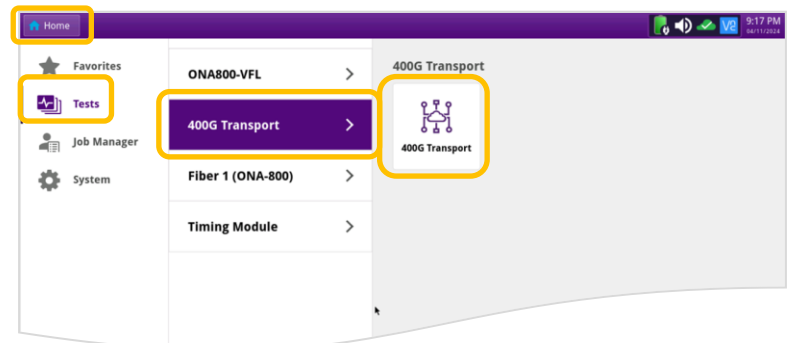 Home
9:17 PM
04/11/2024
Favorites
Tests
Job Manager
System
ONA800-VFL
400G Transport
Fiber 1 (ONA-800)
Timing Module
400G Transport
400G Transport